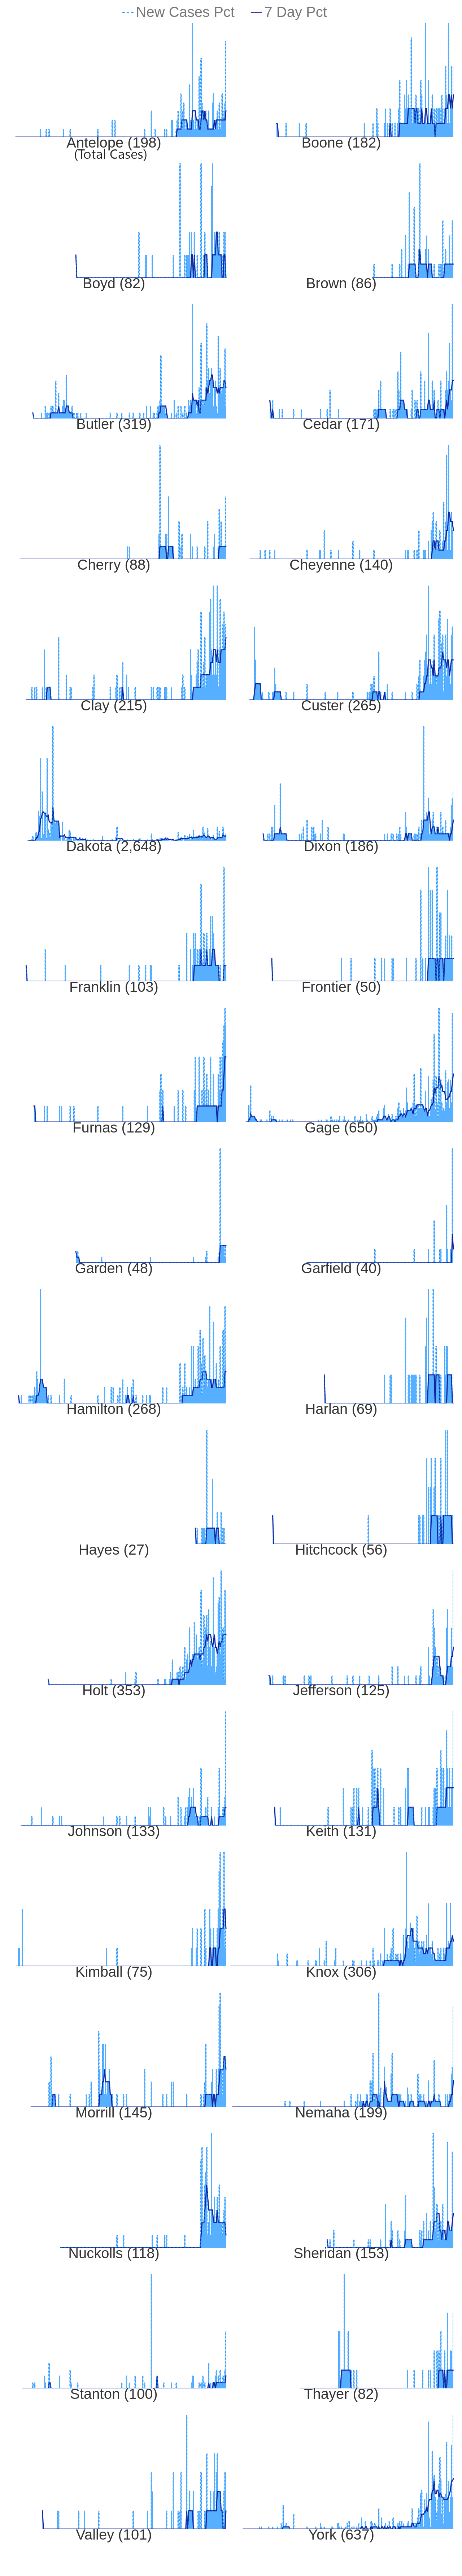 New Cases Pct 7 Day Pct
Antelope (198) Boone (182)
(Total Cases)
Boyd (82) Brown (86)
Butler (319) Cedar (171)
Cherry (88) Cheyenne (140)
Clay (215) Custer (265)
Dakota (2,648) Dixon (186)
Franklin (103) Frontier (50)
Furnas (129) Gage (650)
Garden (48) Garfield (40)
Hamilton (268) Harlan (69)
Hayes (27) Hitchcock (56)
Holt (353) Jefferson (125)
Johnson (133) Keith (131)
Kimball (75) Knox (306)
Morrill (145) Nemaha (199)
Nuckolls (118) Sheridan (153)
Stanton (100) Thayer (82)
Valley (101) York (637)